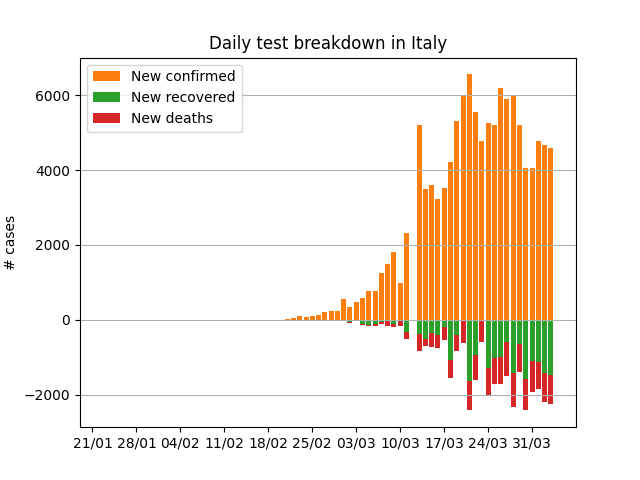 Daily test breakdown in Italy
New confirmed
New recovered
New deaths
# cases
6000
4000
2000
0
−2000
21/01 28/01 04/02 11/02 18/02 25/02 03/03 10/03 17/03 24/03 31/03